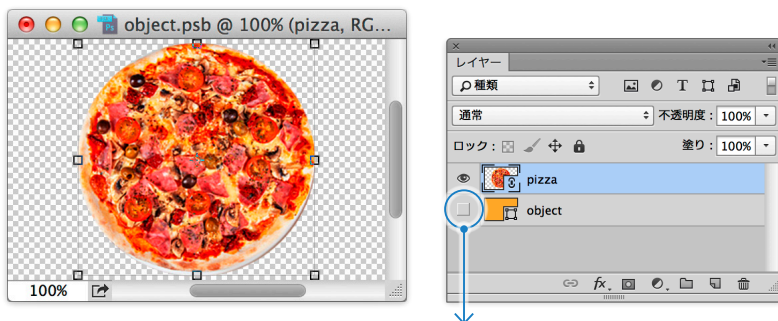 object.psb @ 100% (pizza, RG...
100%
レイヤー
種類
T
通常
不透明度： 100%
ロック：
塗り： 100%
pizza
object
fx